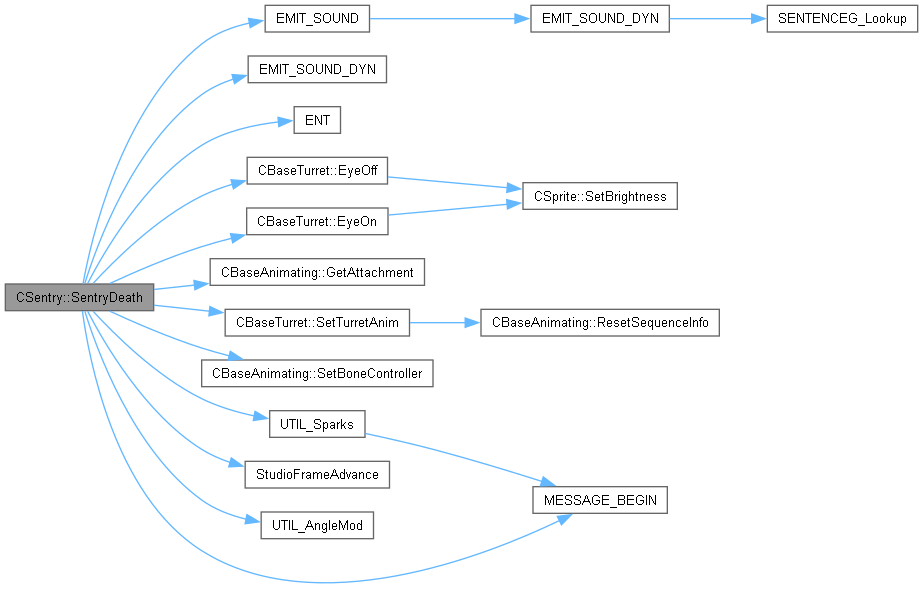 EMIT_SOUND
EMIT_SOUND_DYN
SENTENCEG_Lookup
EMIT_SOUND_DYN
ENT
CBaseTurret::EyeOff
CSprite::SetBrightness
CBaseTurret::EyeOn
CBaseAnimating::GetAttachment
CSentry::SentryDeath
CBaseTurret::SetTurretAnim
CBaseAnimating::ResetSequenceInfo
CBaseAnimating::SetBoneController
UTIL_Sparks
StudioFrameAdvance
MESSAGE_BEGIN
UTIL_AngleMod